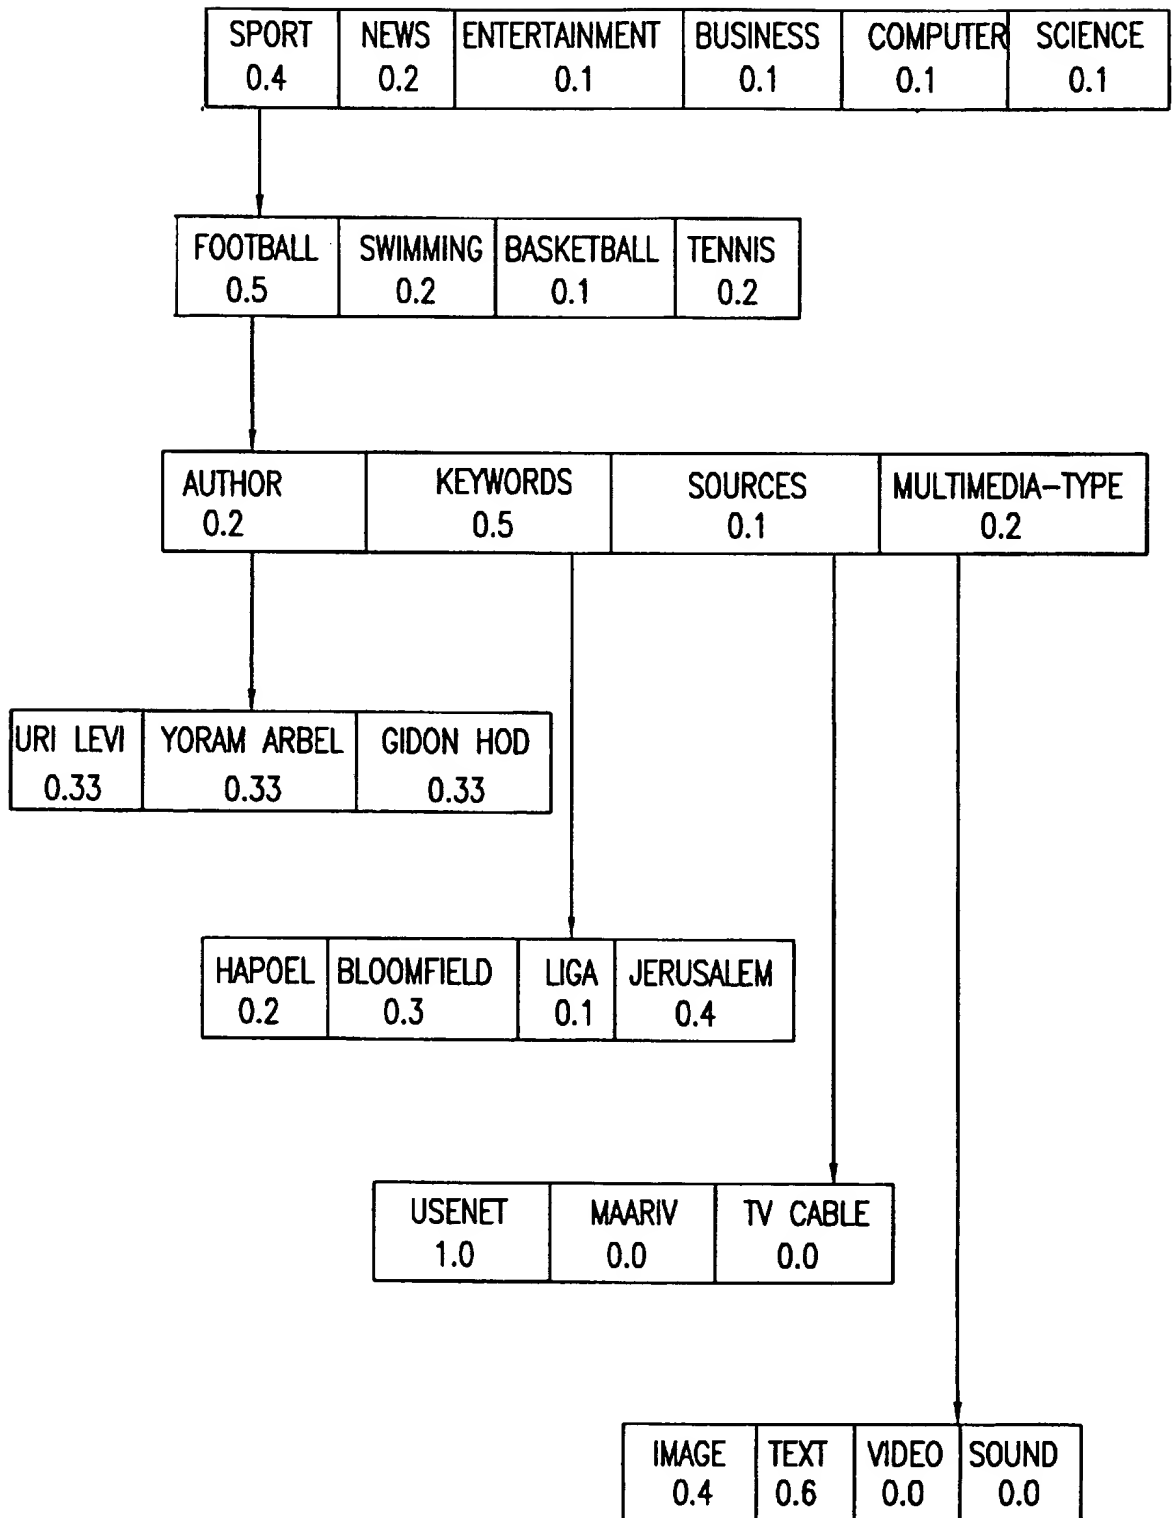 SPORT NEWS ENTERTAINMENT BUSINESS COMPUTER SCIENCE
0.4 0.2 0.1 0.1 0.1 0.1
FOOTBALL SWIMMING BASKETBALL TENNIS
0.5 0.2 0.1 0.2
AUTHOR KEYWORDS SOURCES MULTIMEDIA-TYPE
0.2 0.5 0.1 0.2
URI LEVI YORAM ARBEL GIDON HOD
0.33 0.33 0.33
HAPOEL BLOOMFIELD LIGA JERUSALEM
0.2 0.3 0.1 0.4
USENET MAARIV TV CABLE
1.0 0.0 0.0
IMAGE TEXT VIDEO SOUND
0.4 0.6 0.0 0.0